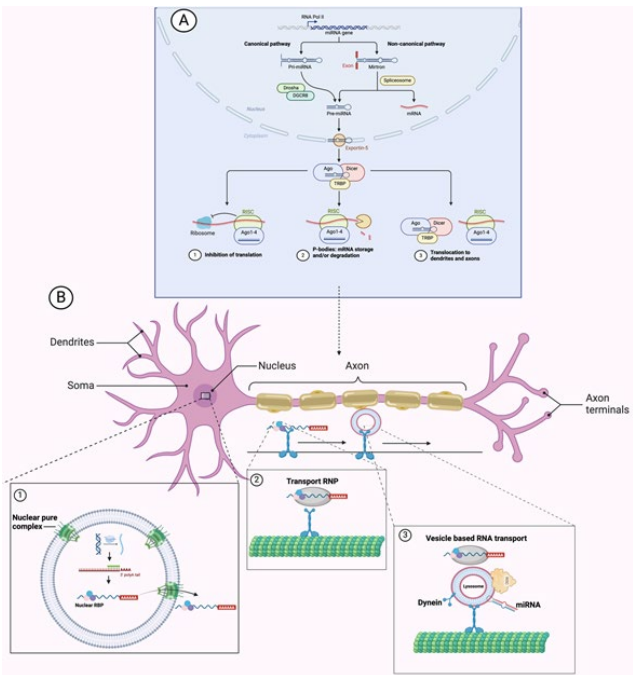 A
RNA Pol II
miRNA gene
Canonical pathway
Non-canonical pathway
Exon
Pri-miRNA
Mirtron
Spliceosome
Drosha
DGCR8
Nucleus
Pre-miRNA
mRNA
Cytoplasm
Exportin-5
Ago
Dicer
TRBP
RISC
Ribosome
Ago1-4
RISC
Ago1-4
Ago
Dicer
TRBP
RISC
Ago1-4
1 Inhibition of translation
2 P-bodies: mRNA storage
and/or degradation
3 Translocation to
dendrites and axons
B
Dendrites
Soma
Nucleus
Axon
Axon
terminals
1
Nuclear pure
complex
3' polyA tail
Nuclear RBP
2
Transport RNP
3
Vesicle based RNA transport
Lysosome
Dynein
miRNA